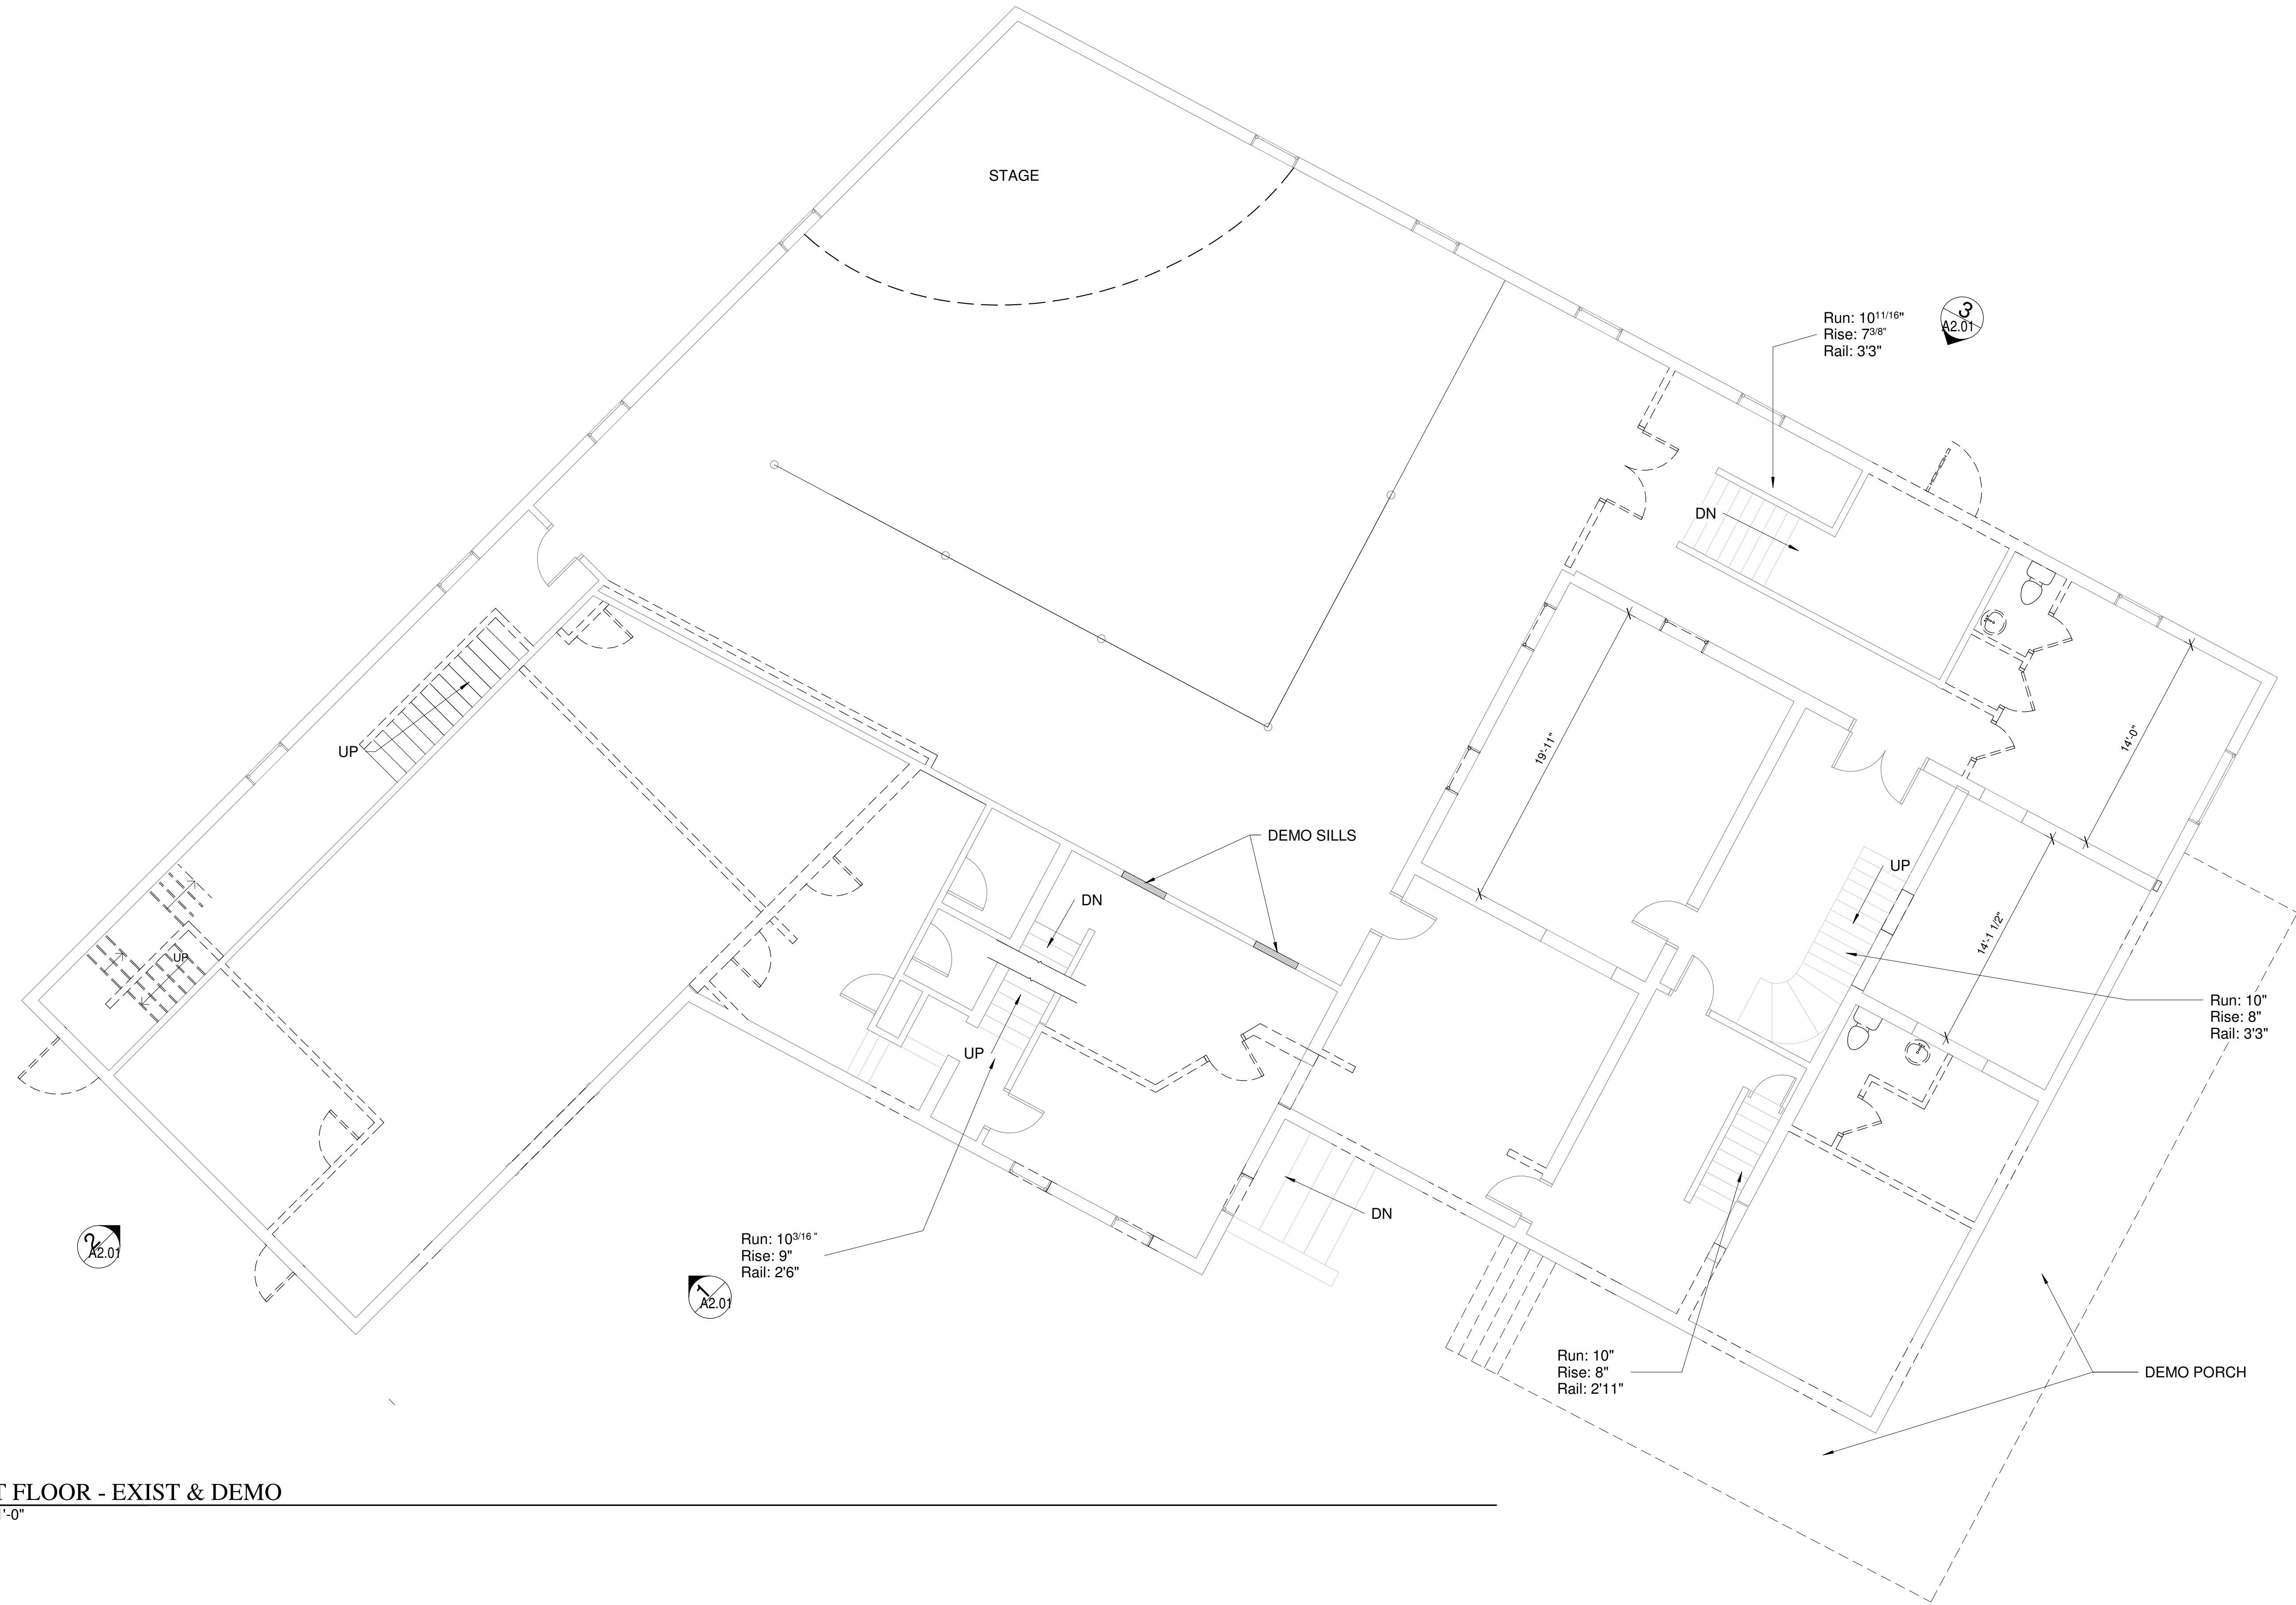 STAGE
Run: 10 11/16"
Rise: 7 3/8"
Rail: 3'3"
3
A2.01
DN
UP
19'-11"
14'-0"
DEMO SILLS
UP
DN
14'-1 1/2"
UP
UP
Run: 10"
Rise: 8"
Rail: 3'3"
DN
2
A2.01
Run: 10 3/16 "
Rise: 9"
Rail: 2'6"
1
A2.01
Run: 10"
Rise: 8"
Rail: 2'11"
DEMO PORCH
T FLOOR - EXIST & DEMO
1'-0"